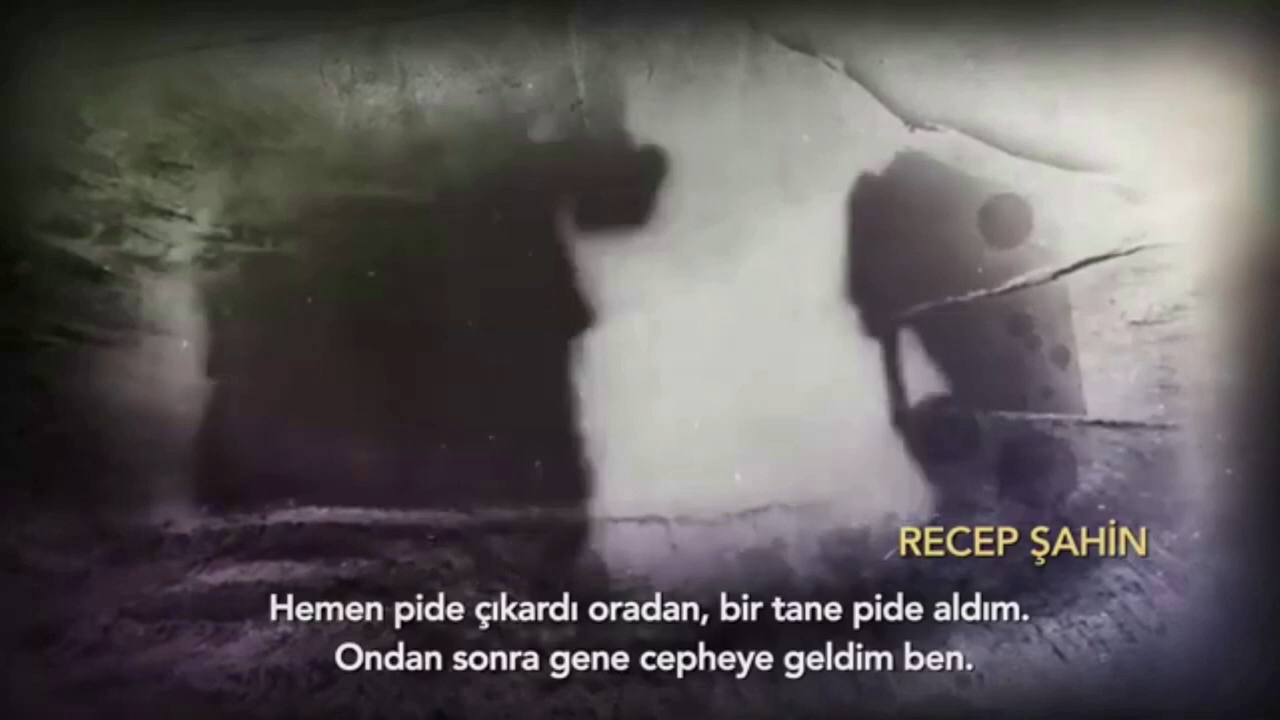 RECEP ŞAHİN
Hemen pide çıkardı oradan, bir tane pide aldım.
Ondan sonra gene cepheye geldim ben.